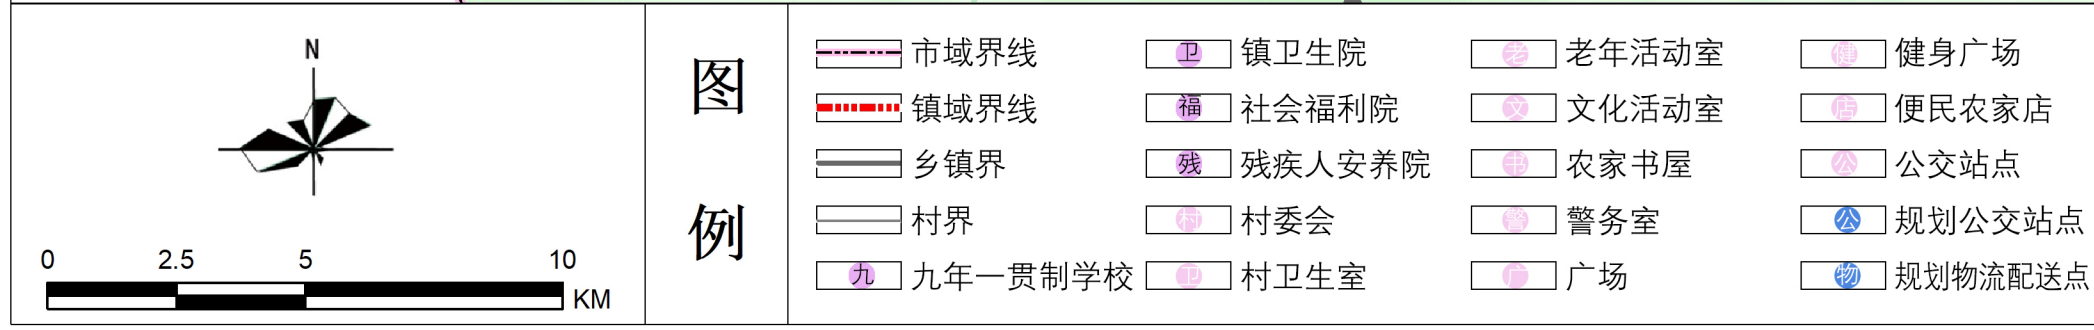 N
0 2.5 5 10
KM
图
例
市域界线
镇域界线
乡镇界
村界
九 九年一贯制学校
卫 镇卫生院
福 社会福利院
残 残疾人安养院
村 村委会
卫 村卫生室
老 老年活动室
文 文化活动室
书 农家书屋
警 警务室
广 广场
健 健身广场
店 便民农家店
公 公交站点
公 规划公交站点
物 规划物流配送点